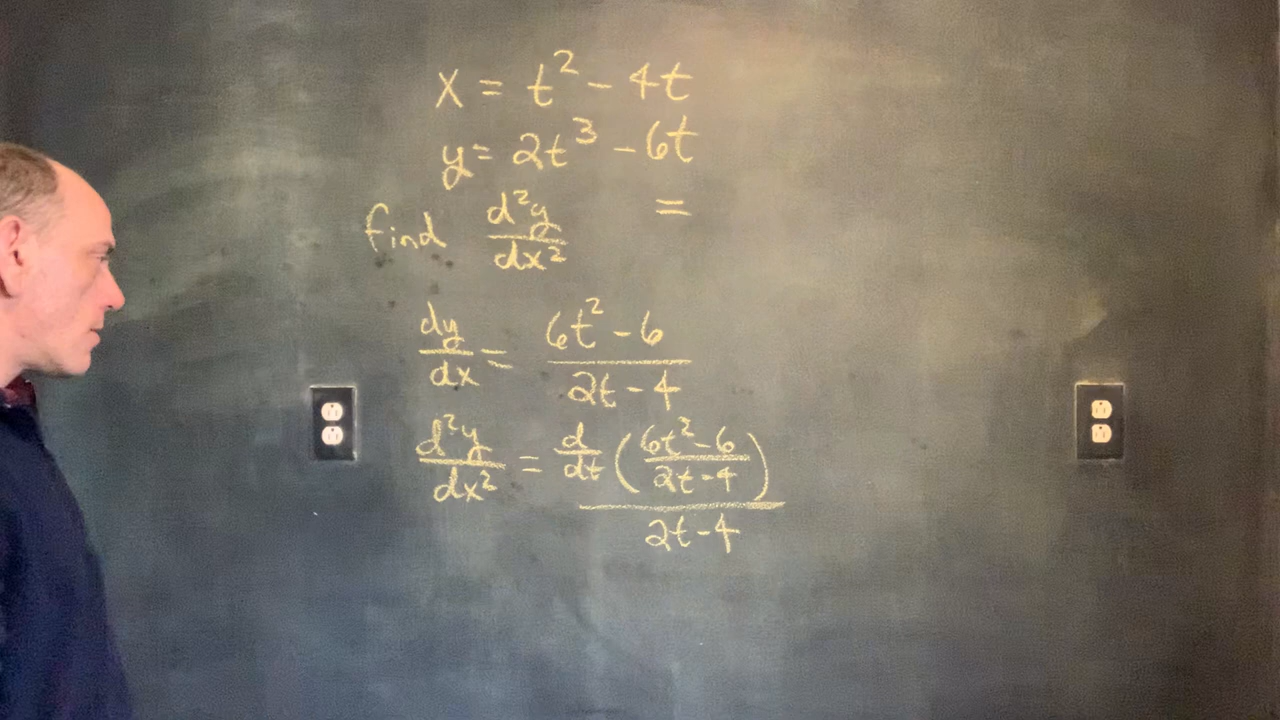 x = t² - 4t
y = 2t³ - 6t
=
find d²y/dx²
dy/dx = (6t² - 6)/(2t - 4)
d²y/dx² = d/dt((6t² - 6)/(2t - 4))/(2t - 4)